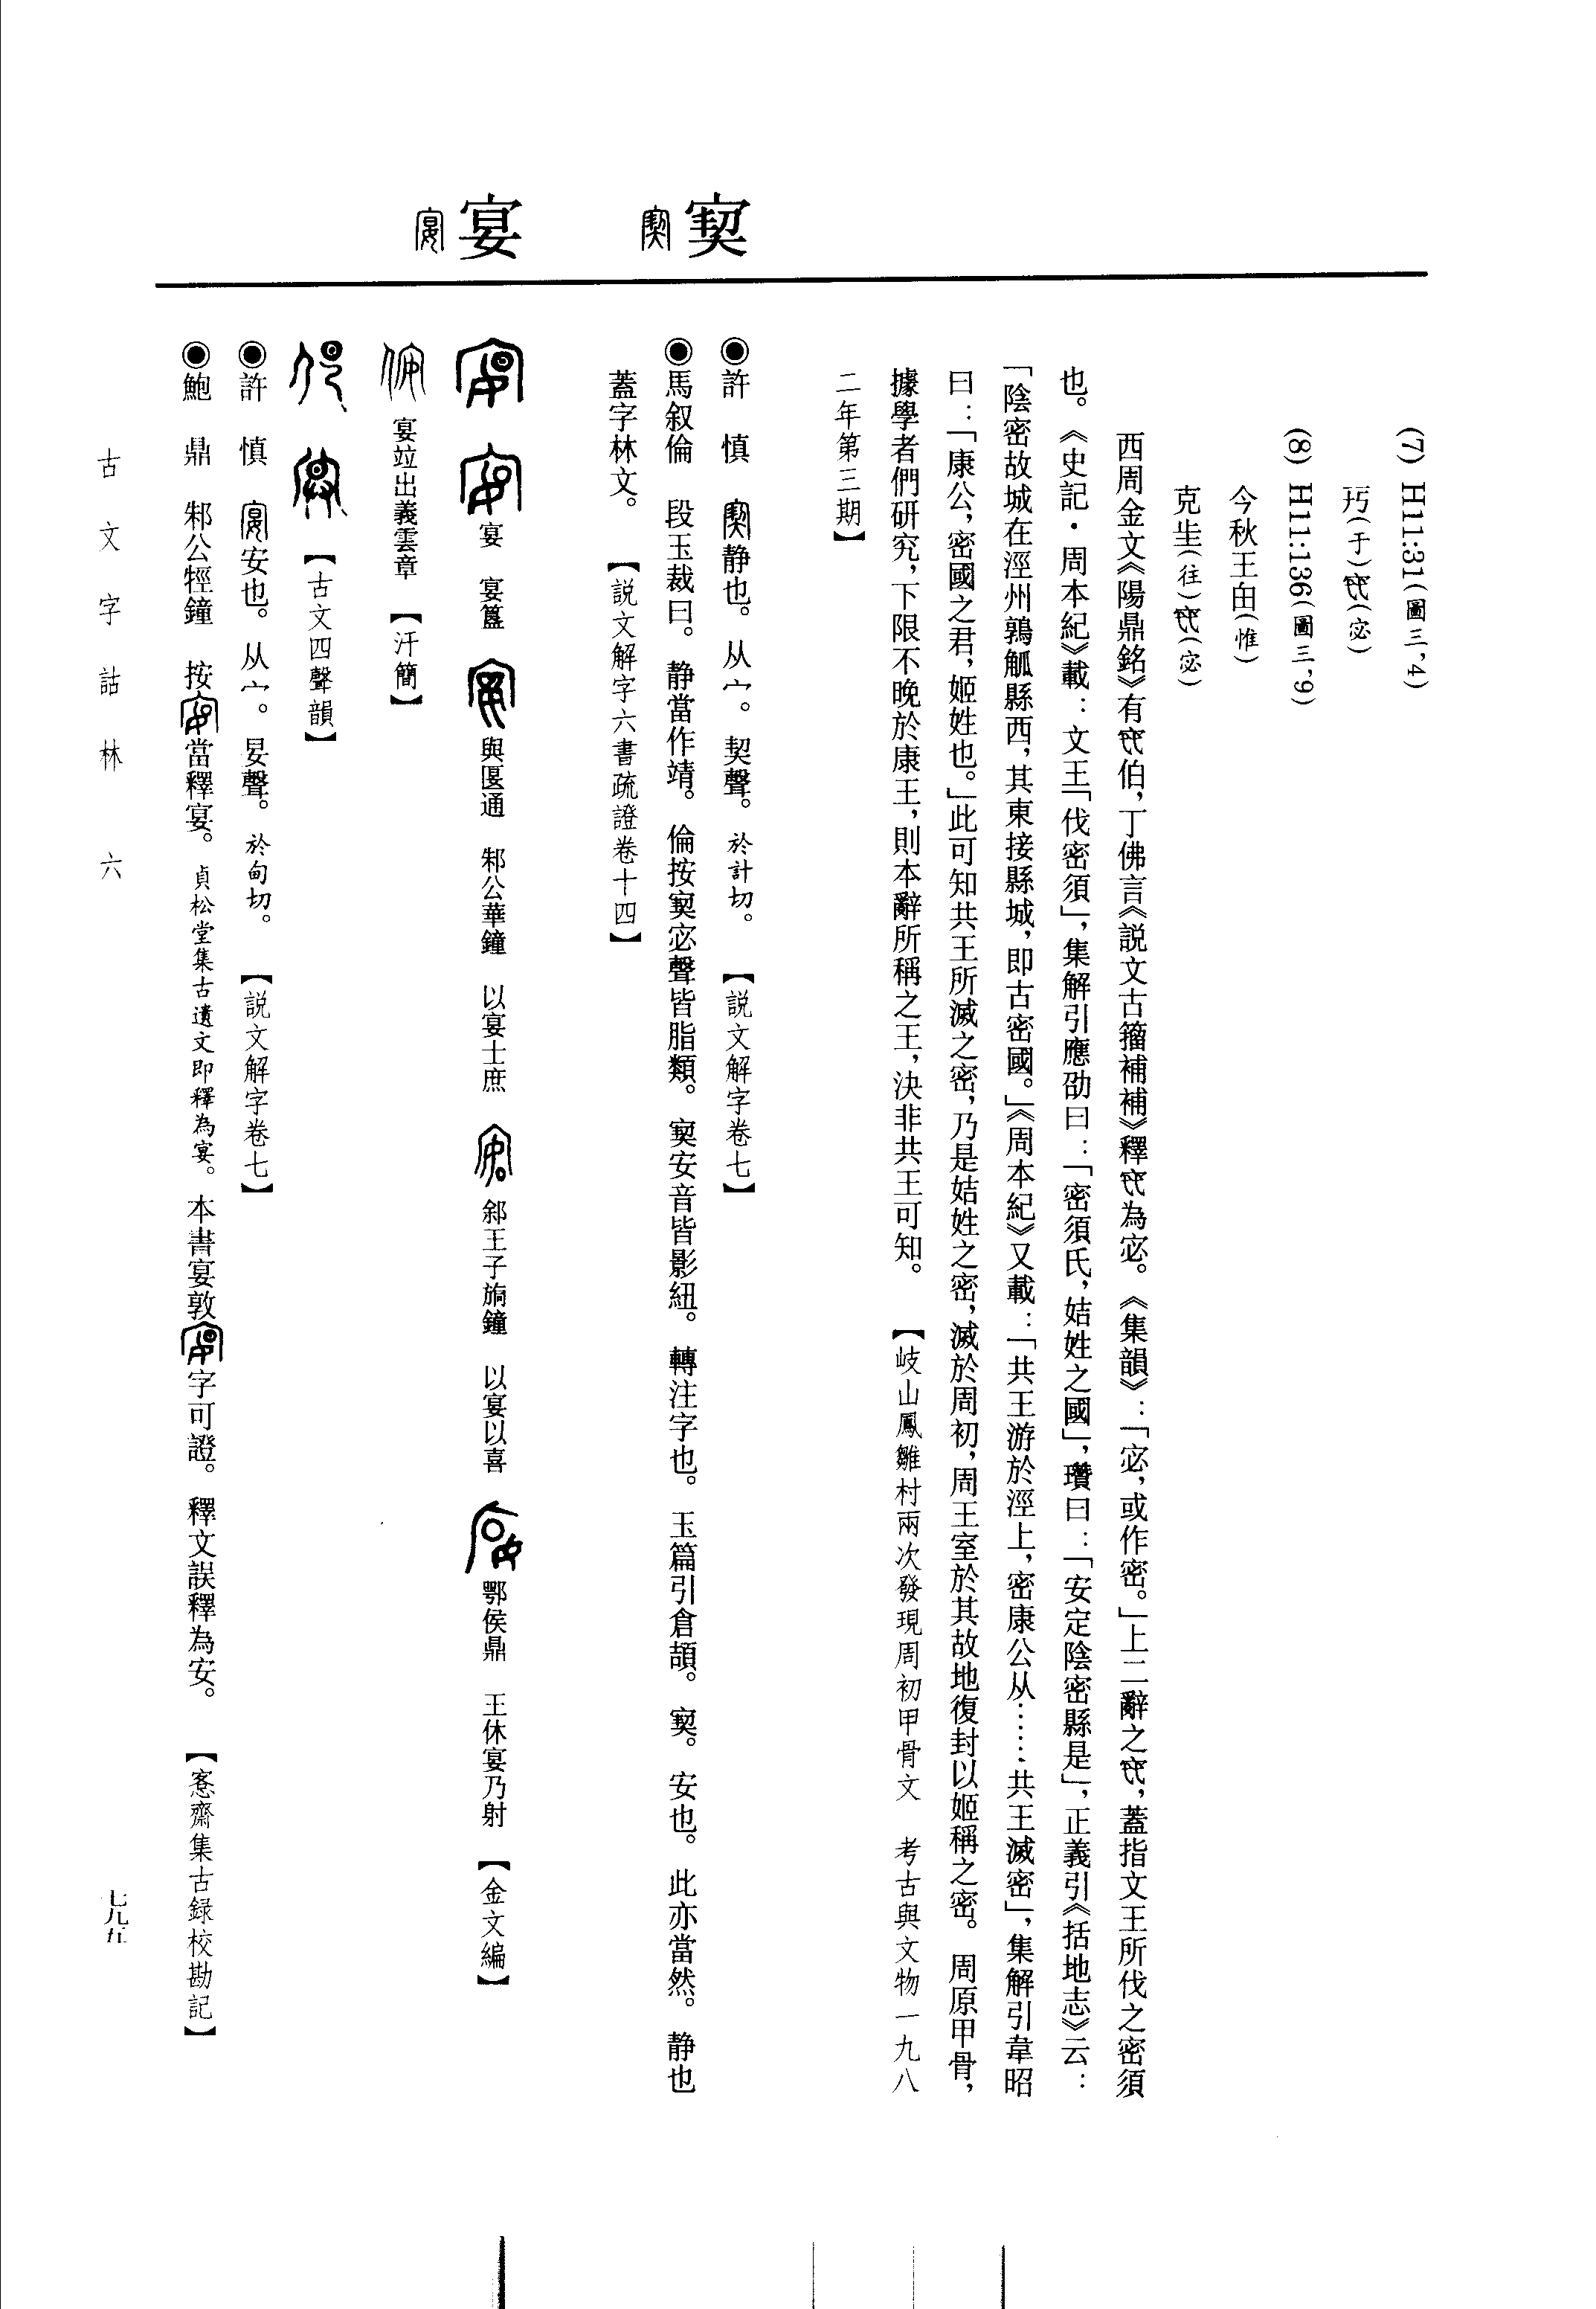 窫
宴
(7) H11:31(圖三,4)
丂(于)(宓)
(8) H11:136(圖三,9)
今秋王甶(惟)
克㞷(往)(宓)
西周金文《陽鼎銘》有伯,丁佛言《説文古籀補補》釋為宓。《集韻》:「宓,或作密。」上二辭之,蓋指文王所伐之密須
也。《史記·周本紀》載:文王「伐密須」,集解引應劭曰:「密須氏,姞姓之國」,瓚曰:「安定陰密縣是」,正義引《括地志》云:
「陰密故城在涇州鶉觚縣西,其東接縣城,即古密國。」《周本紀》又載:「共王游於涇上,密康公从……共王滅密」,集解引韋昭
曰:「康公,密國之君,姬姓也。」此可知共王所滅之密,乃是姞姓之密,滅於周初,周王室於其故地復封以姬稱之密。周原甲骨,
據學者們研究,下限不晚於康王,則本辭所稱之王,決非共王可知。 【岐山鳳雛村兩次發現周初甲骨文 考古與文物一九八
二年第三期】
◉許 慎 静也。从宀。契聲。於計切。 【説文解字卷七】
◉馬叙倫 段玉裁曰。静當作靖。倫按窫宓聲皆脂類。窫安音皆影紐。轉注字也。玉篇引倉頡。窫。安也。此亦當然。静也
蓋字林文。 【説文解字六書疏證卷十四】
宴 宴簋 與匽通 邾公華鐘 以宴士庶 䣄王子旃鐘 以宴以喜 鄂侯鼎 王休宴乃射 【金文編】
宴竝出義雲章 【汗簡】
【古文四聲韻】
◉許 慎 安也。从宀。妟聲。於甸切。 【説文解字卷七】
◉鮑 鼎 邾公牼鐘 按當釋宴。貞松堂集古遺文即釋為宴。本書宴敦字可證。釋文誤釋為安。 【愙齋集古録校勘記】
古文字詁林 六
七九五